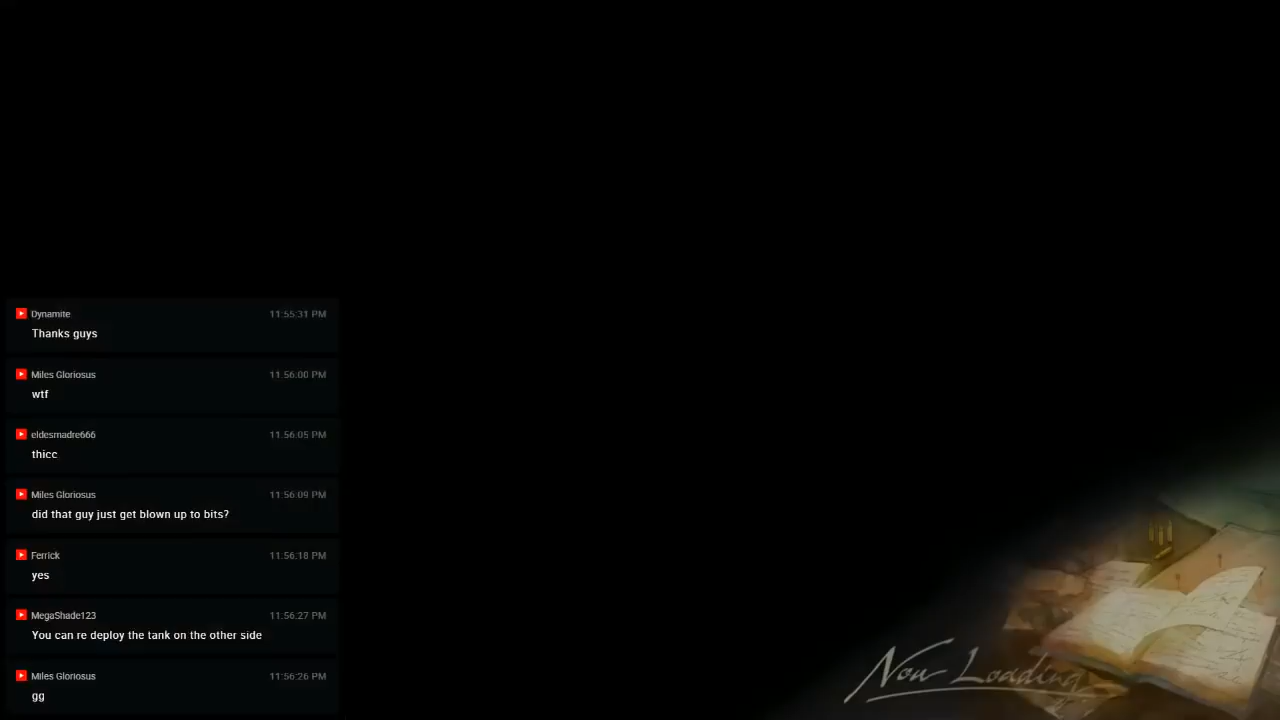 Dynamite 11:55:31 PM
Thanks guys
Miles Gloriosus 11:56:00 PM
wtf
eldesmadre666 11:56:05 PM
thicc
Miles Gloriosus 11:56:09 PM
did that guy just get blown up to bits?
Ferrick 11:56:18 PM
yes
MegaShade123 11:56:27 PM
You can re deploy the tank on the other side
Miles Gloriosus 11:56:26 PM
gg
Now Loading